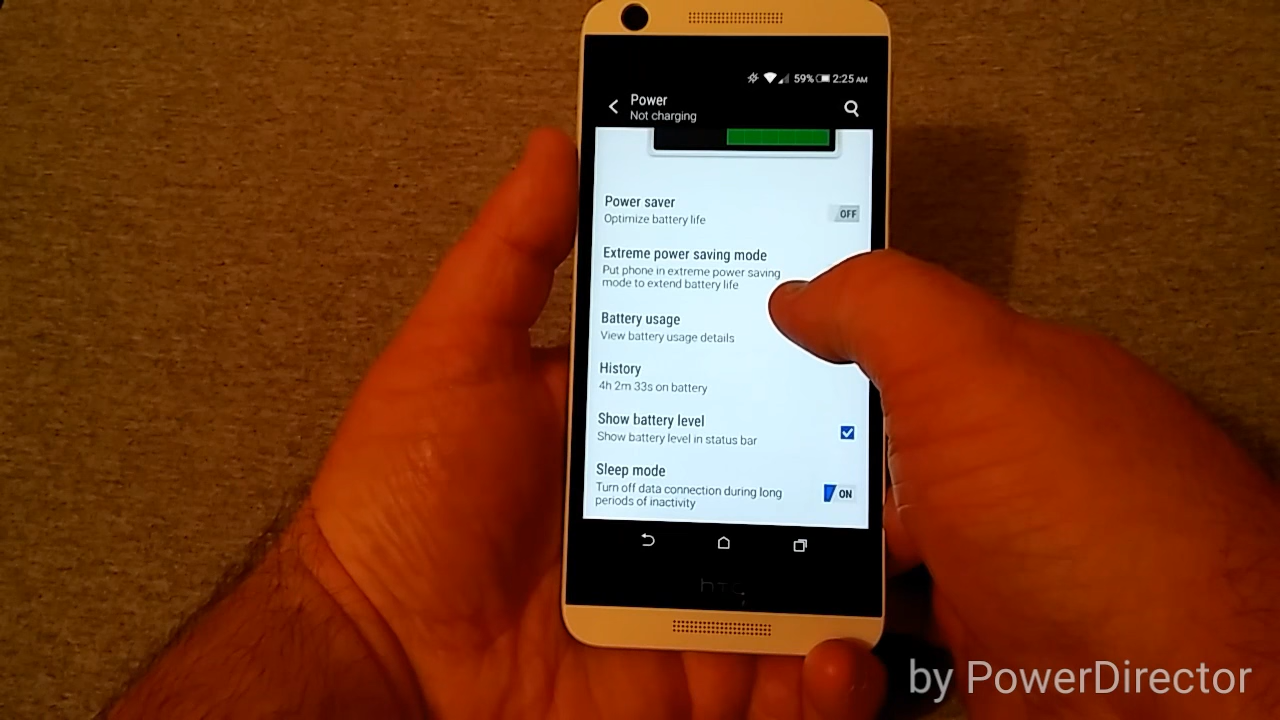 59% 2:25 AM
Power
Not charging
Power saver
Optimize battery life
OFF
Extreme power saving mode
Put phone in extreme power saving
mode to extend battery life
Battery usage
View battery usage details
History
4h 2m 33s on battery
Show battery level
Show battery level in status bar
Sleep mode
Turn off data connection during long
periods of inactivity
ON
hTC
by PowerDirector